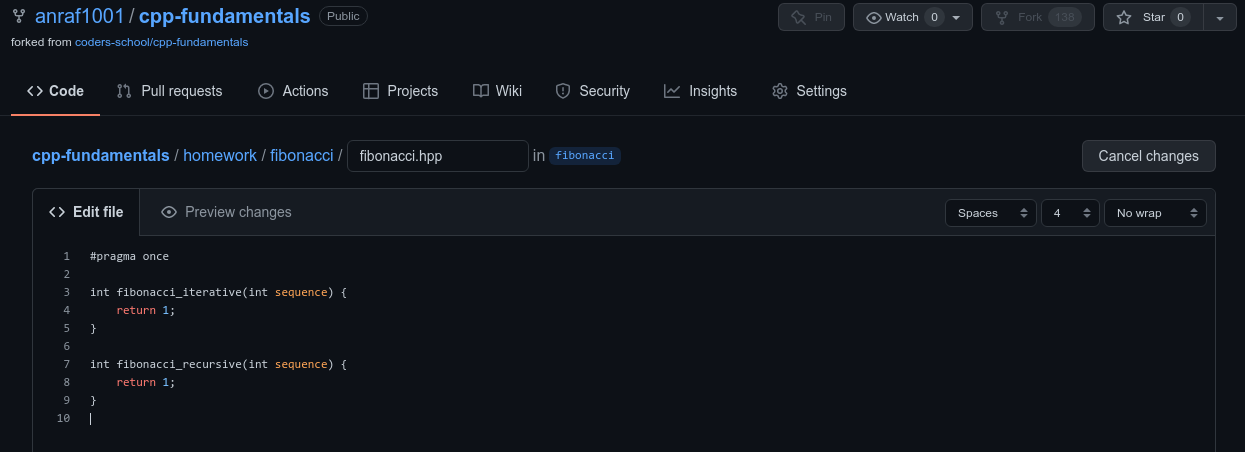 anraf1001 / cpp-fundamentals Public
Pin Watch 0 Fork 138 Star 0
forked from coders-school/cpp-fundamentals
Code Pull requests Actions Projects Wiki Security Insights Settings
cpp-fundamentals / homework / fibonacci / fibonacci.hpp in fibonacci Cancel changes
Edit file Preview changes Spaces 4 No wrap
1 #pragma once
2
3 int fibonacci_iterative(int sequence) {
4 return 1;
5 }
6
7 int fibonacci_recursive(int sequence) {
8 return 1;
9 }
10